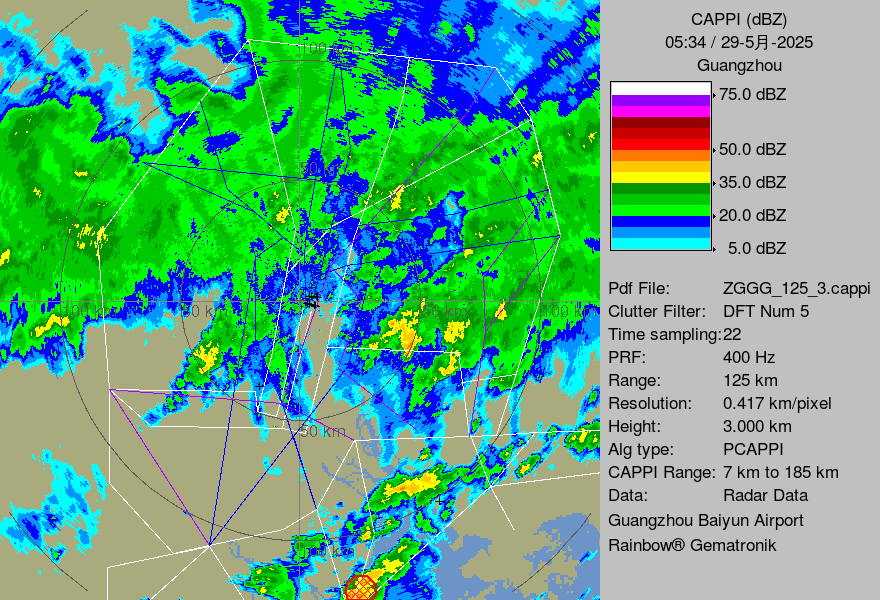 CAPPI (dBZ)
05:34 / 29-5月-2025
Guangzhou
75.0 dBZ
50.0 dBZ
35.0 dBZ
20.0 dBZ
5.0 dBZ
Pdf File: ZGGG_125_3.cappi
Clutter Filter: DFT Num 5
Time sampling:22
PRF: 400 Hz
Range: 125 km
Resolution: 0.417 km/pixel
Height: 3.000 km
Alg type: PCAPPI
CAPPI Range: 7 km to 185 km
Data: Radar Data
Guangzhou Baiyun Airport
Rainbow® Gematronik
100 km
50 km
100 km
50 km
50 km
100 km
50 km
100 km